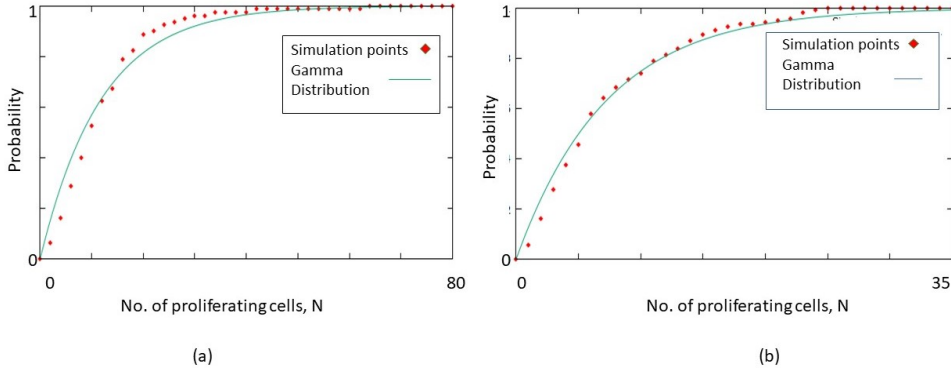 1
Probability
Simulation points
Gamma
Distribution
0
0
80
No. of proliferating cells, N
(a)
1
Probability
Simulation points
Gamma
Distribution
0
0
35
No. of proliferating cells, N
(b)